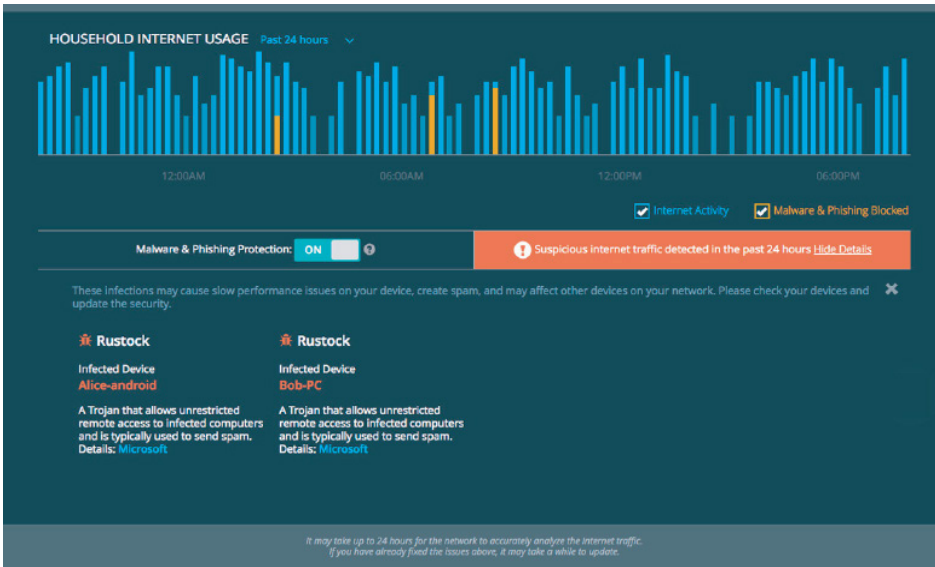 HOUSEHOLD INTERNET USAGE Past 24 hours
12:00AM 06:00AM 12:00PM 06:00PM
Internet Activity Malware & Phishing Blocked
Malware & Phishing Protection: ON ? ! Suspicious internet traffic detected in the past 24 hours Hide Details
These infections may cause slow performance issues on your device, create spam, and may affect other devices on your network. Please check your devices and
update the security.
Rustock
Infected Device
Alice-android
A Trojan that allows unrestricted
remote access to infected computers
and is typically used to send spam.
Details: Microsoft
Rustock
Infected Device
Bob-PC
A Trojan that allows unrestricted
remote access to infected computers
and is typically used to send spam.
Details: Microsoft
It may take up to 24 hours for the network to accurately analyze the internet traffic.
If you have already fixed the issues above, it may take a while to update.